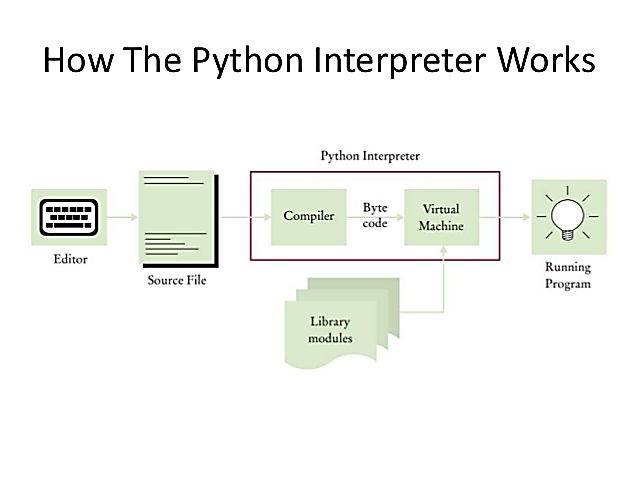 How The Python Interpreter Works
Python Interpreter
Editor
Source File
Compiler
Byte
code
Virtual
Machine
Library
modules
Running
Program